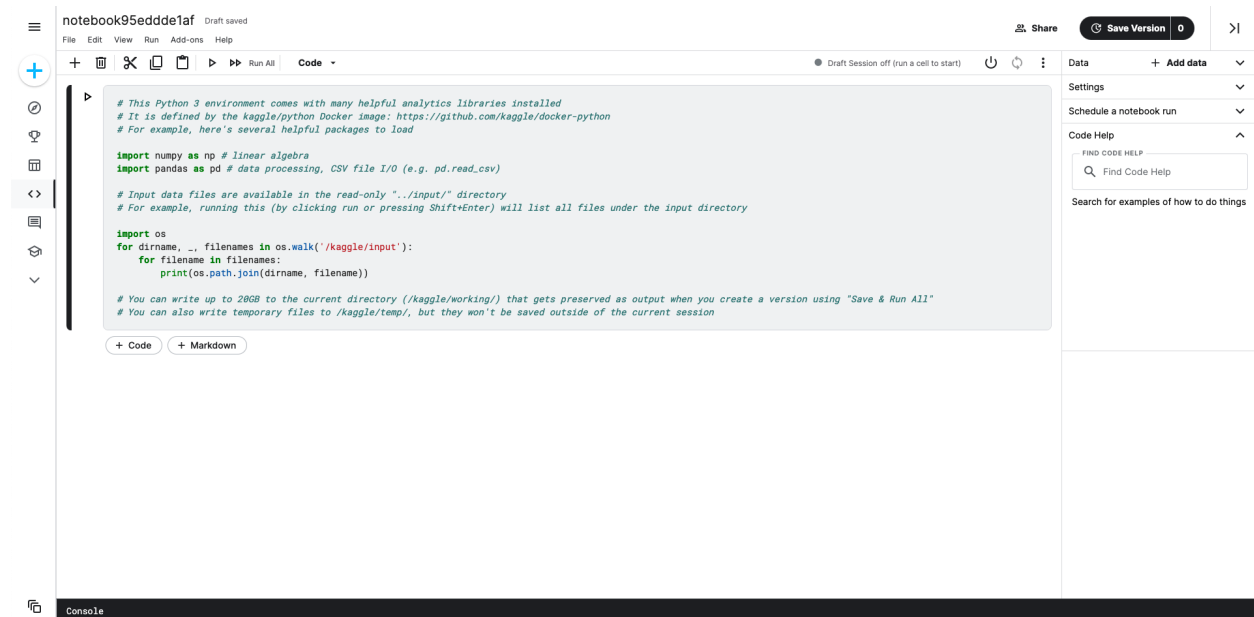 notebook95eddde1af Draft saved
File Edit View Run Add-ons Help
Share
Save Version 0
Run All Code
Draft Session off (run a cell to start)
# This Python 3 environment comes with many helpful analytics libraries installed
# It is defined by the kaggle/python Docker image: https://github.com/kaggle/docker-python
# For example, here's several helpful packages to load
import numpy as np # linear algebra
import pandas as pd # data processing, CSV file I/O (e.g. pd.read_csv)
# Input data files are available in the read-only "../input/" directory
# For example, running this (by clicking run or pressing Shift+Enter) will list all files under the input directory
import os
for dirname, _, filenames in os.walk('/kaggle/input'):
    for filename in filenames:
        print(os.path.join(dirname, filename))
# You can write up to 20GB to the current directory (/kaggle/working/) that gets preserved as output when you create a version using "Save & Run All"
# You can also write temporary files to /kaggle/temp/, but they won't be saved outside of the current session
+ Code + Markdown
Data + Add data
Settings
Schedule a notebook run
Code Help
FIND CODE HELP
Find Code Help
Search for examples of how to do things
Console